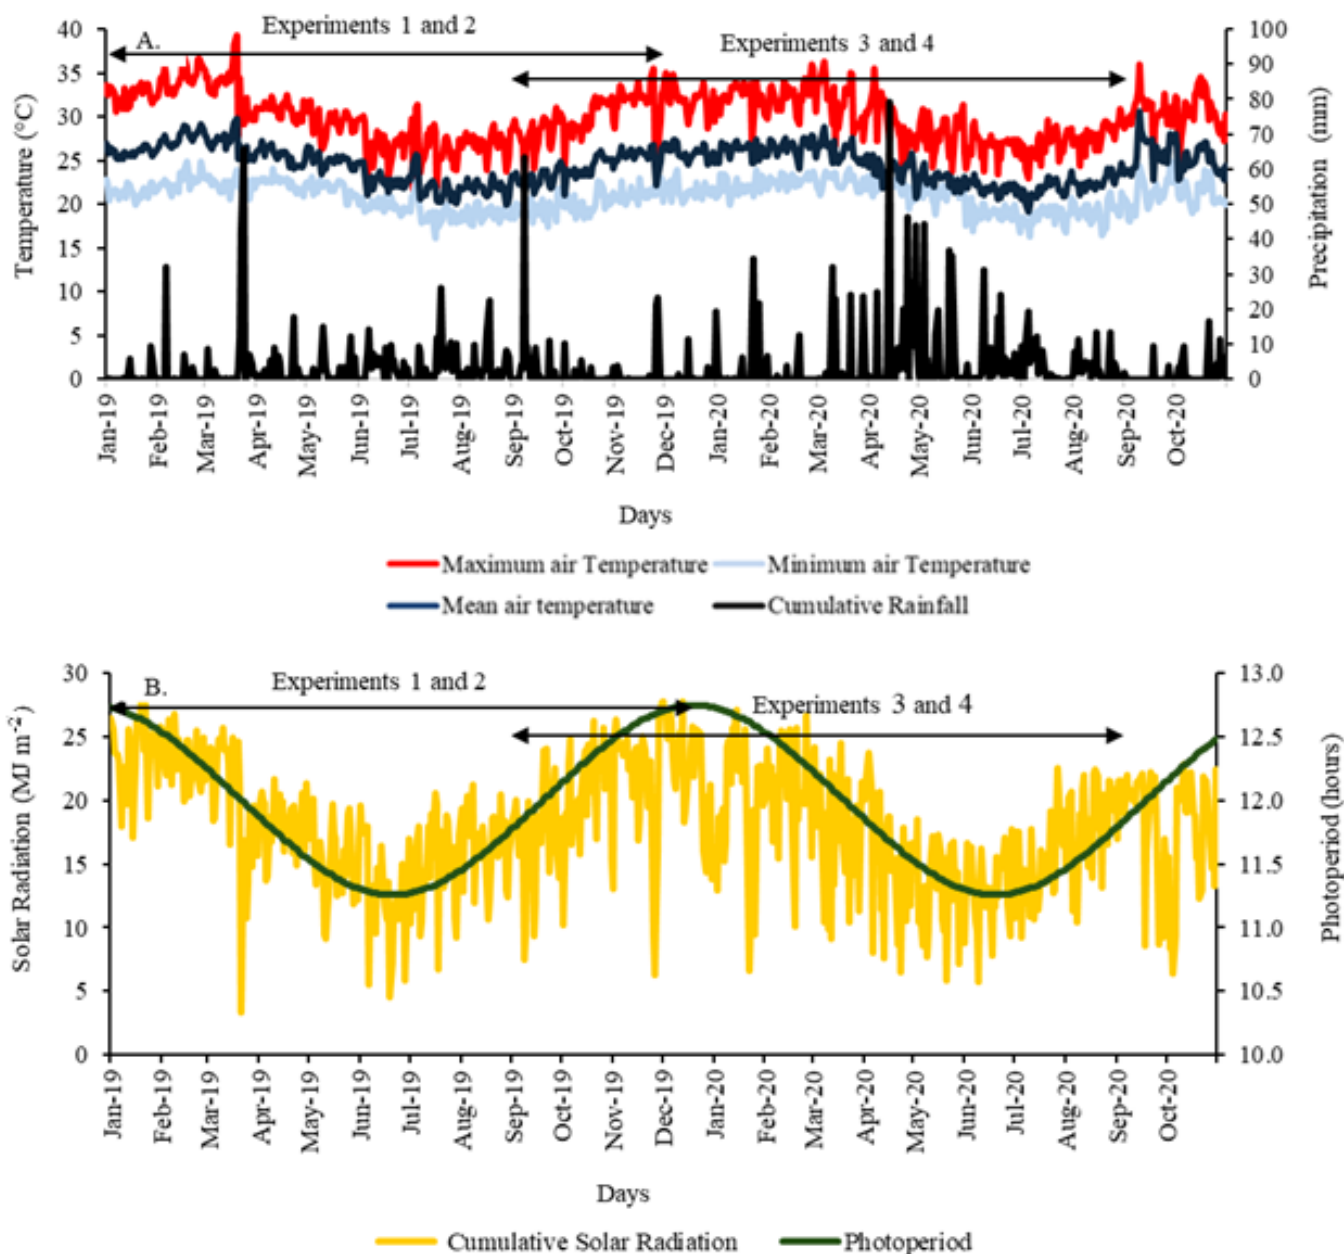 Experiments 1 and 2
A.
Experiments 3 and 4
Temperature (°C)
40
35
30
25
20
15
10
5
0
100
90
80
70
60
50
40
30
20
10
0
Precipitation (mm)
Jan-19
Feb-19
Mar-19
Apr-19
May-19
Jun-19
Jul-19
Aug-19
Sep-19
Oct-19
Nov-19
Dec-19
Jan-20
Feb-20
Mar-20
Apr-20
May-20
Jun-20
Jul-20
Aug-20
Sep-20
Oct-20
Days
Maximum air Temperature
Minimum air Temperature
Mean air temperature
Cumulative Rainfall
Experiments 1 and 2
B.
Experiments 3 and 4
Solar Radiation (MJ m⁻²)
30
25
20
15
10
5
0
13.0
12.5
12.0
11.5
11.0
10.5
10.0
Photoperiod (hours)
Jan-19
Feb-19
Mar-19
Apr-19
May-19
Jun-19
Jul-19
Aug-19
Sep-19
Oct-19
Nov-19
Dec-19
Jan-20
Feb-20
Mar-20
Apr-20
May-20
Jun-20
Jul-20
Aug-20
Sep-20
Oct-20
Days
Cumulative Solar Radiation
Photoperiod